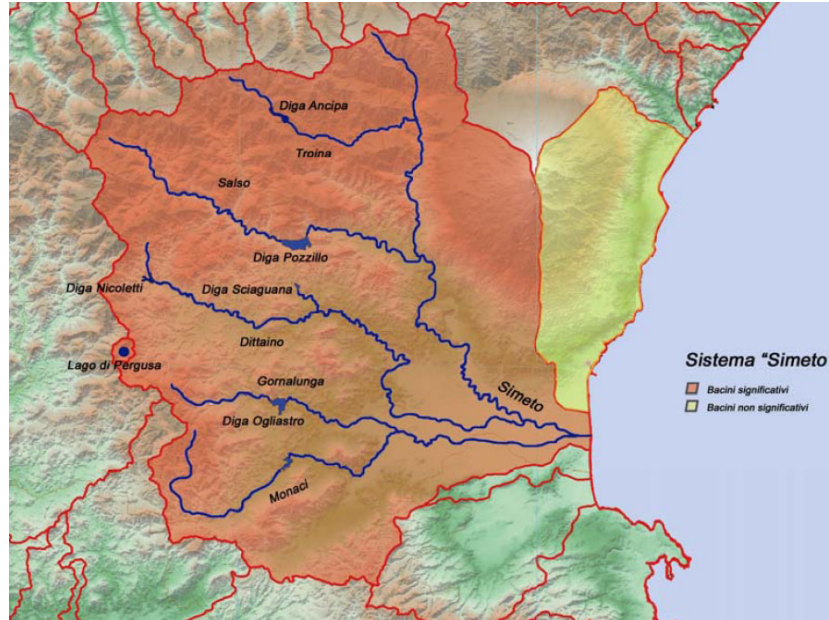 Diga Ancipa
Troina
Salso
Diga Pozzillo
Diga Nicoletti
Diga Sciaguana
Dittaino
Lago di Pergusa
Gornalunga
Simeto
Diga Ogliastro
Monaci
Sistema "Simeto
Bacini significativi
Bacini non significativi